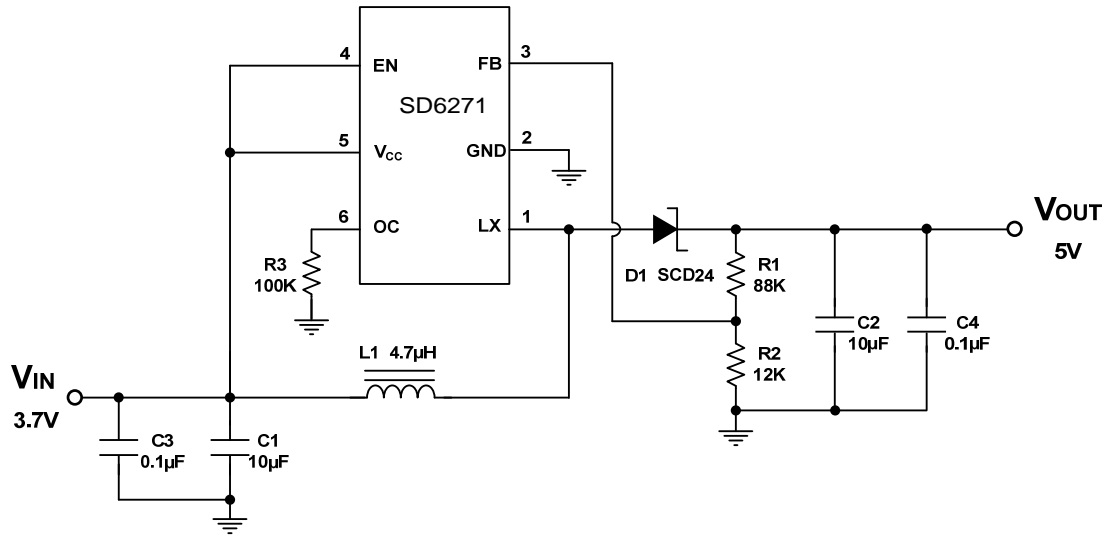 4
EN
FB
3
SD6271
5
VCC
GND
2
6
OC
LX
1
VOUT
5V
R3
100K
D1 SCD24
R1
88K
C2
10µF
C4
0.1µF
L1 4.7µH
R2
12K
VIN
3.7V
C3
0.1µF
C1
10µF